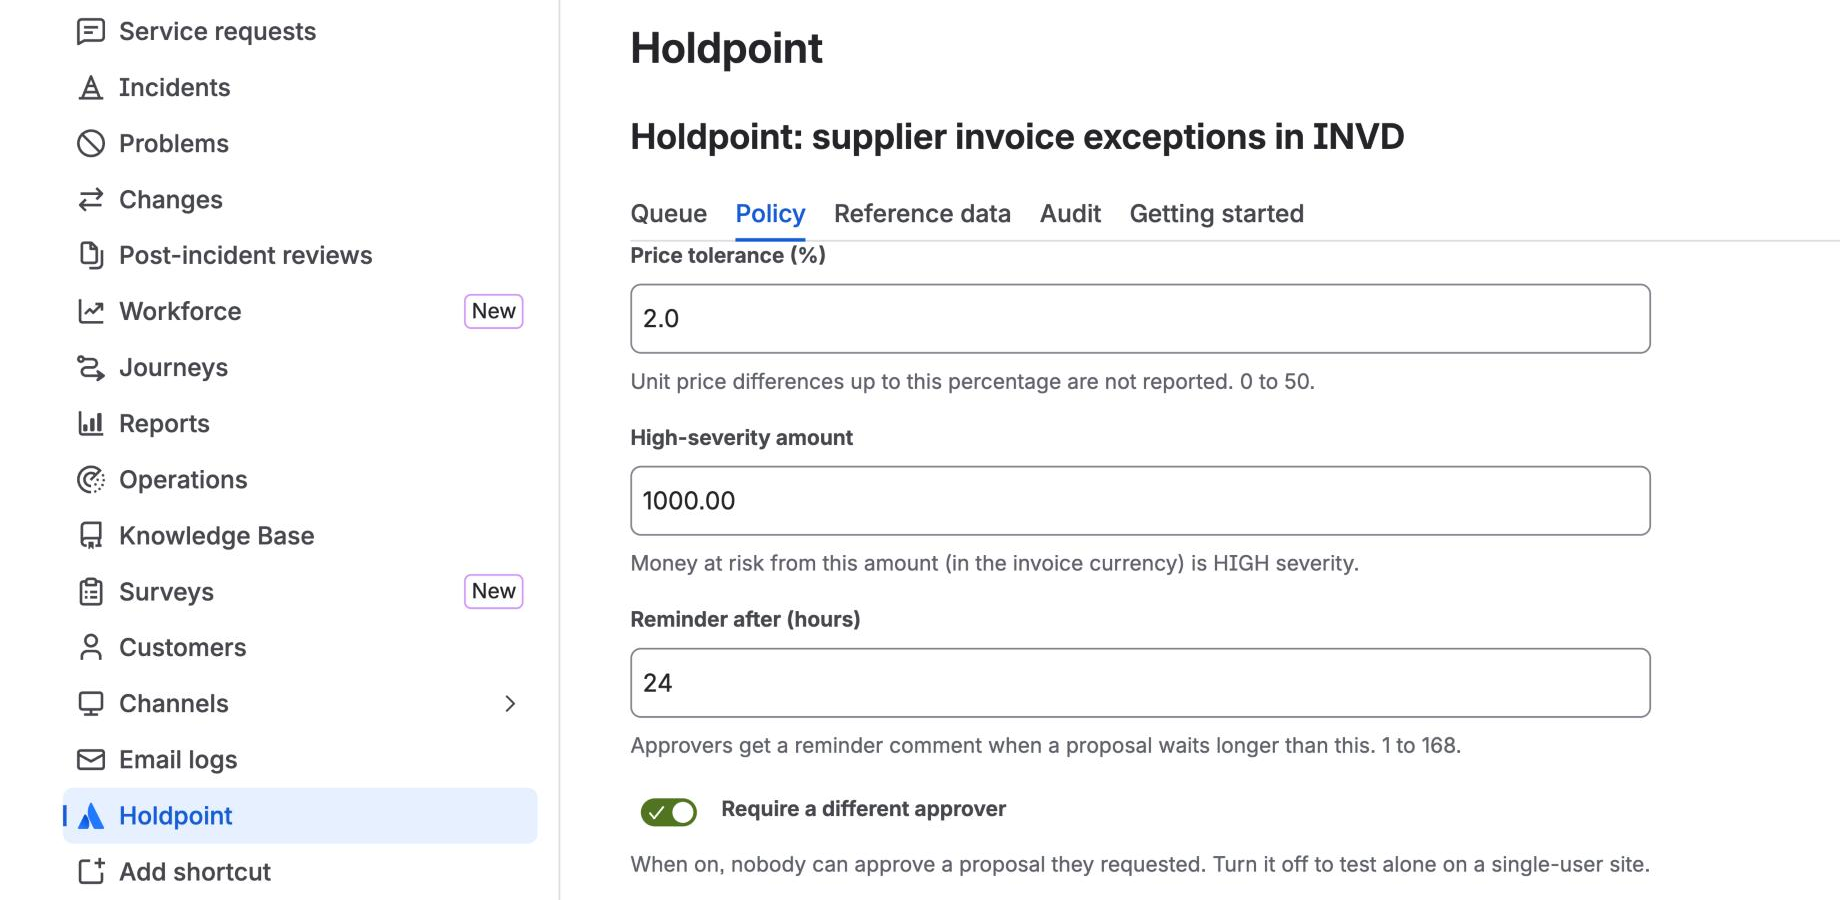 Service requests
Incidents
Problems
Changes
Post-incident reviews
Workforce New
Journeys
Reports
Operations
Knowledge Base
Surveys New
Customers
Channels
Email logs
Holdpoint
Add shortcut
Holdpoint
Holdpoint: supplier invoice exceptions in INVD
Queue Policy Reference data Audit Getting started
Price tolerance (%)
2.0
Unit price differences up to this percentage are not reported. 0 to 50.
High-severity amount
1000.00
Money at risk from this amount (in the invoice currency) is HIGH severity.
Reminder after (hours)
24
Approvers get a reminder comment when a proposal waits longer than this. 1 to 168.
Require a different approver
When on, nobody can approve a proposal they requested. Turn it off to test alone on a single-user site.